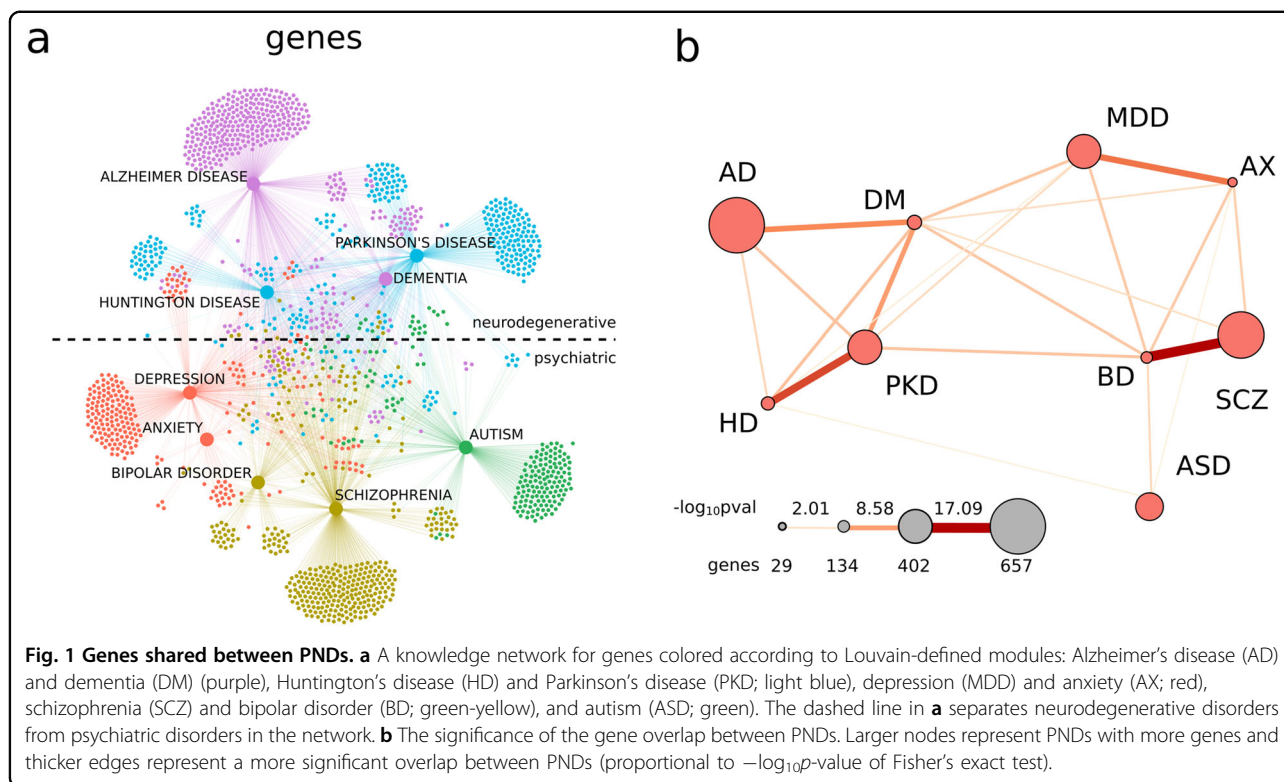 a
genes
ALZHEIMER DISEASE
PARKINSON'S DISEASE
DEMENTIA
HUNTINGTON DISEASE
neurodegenerative
psychiatric
DEPRESSION
ANXIETY
AUTISM
BIPOLAR DISORDER
SCHIZOPHRENIA
b
MDD
AX
AD
DM
BD
SCZ
PKD
HD
ASD
-log10pval
2.01 8.58 17.09
genes 29 134 402 657
Fig. 1 Genes shared between PNDs. a A knowledge network for genes colored according to Louvain-defined modules: Alzheimer's disease (AD)
and dementia (DM) (purple), Huntington's disease (HD) and Parkinson's disease (PKD; light blue), depression (MDD) and anxiety (AX; red),
schizophrenia (SCZ) and bipolar disorder (BD; green-yellow), and autism (ASD; green). The dashed line in a separates neurodegenerative disorders
from psychiatric disorders in the network. b The significance of the gene overlap between PNDs. Larger nodes represent PNDs with more genes and
thicker edges represent a more significant overlap between PNDs (proportional to −log10p-value of Fisher's exact test).